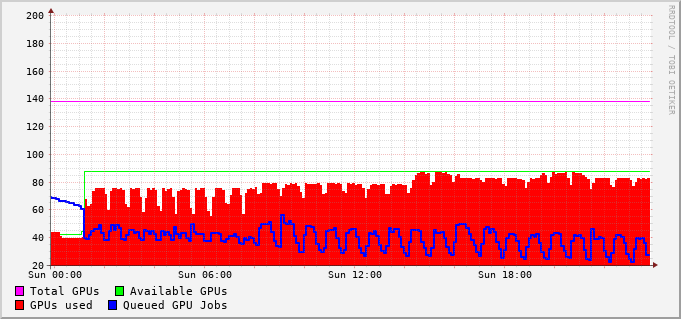 200
180
160
140
120
100
80
60
40
20
Sun 00:00 Sun 06:00 Sun 12:00 Sun 18:00
Total GPUs Available GPUs
GPUs used Queued GPU Jobs
RRDTOOL / TOBI OETIKER